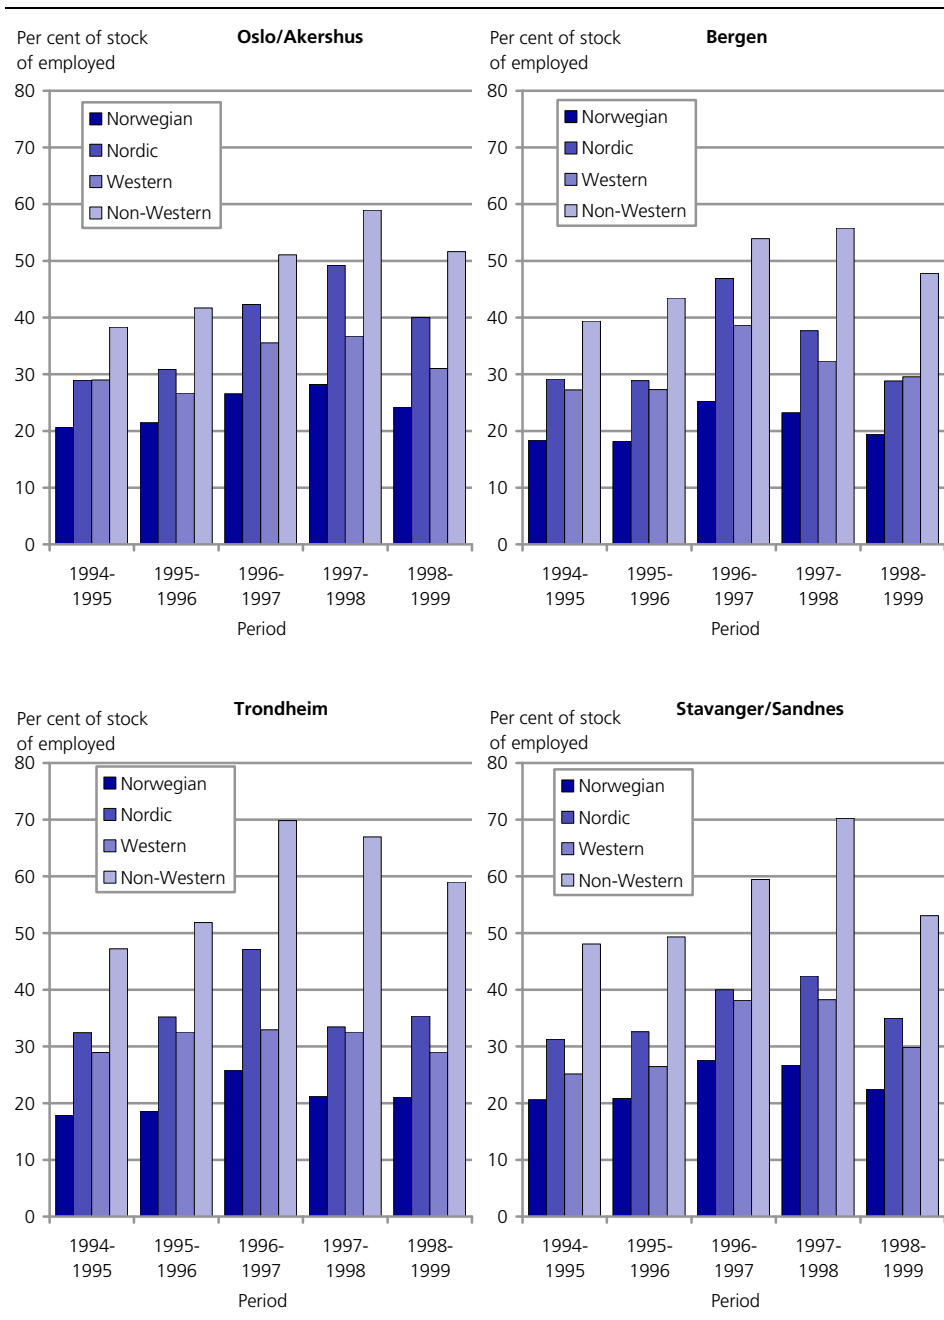 Oslo/Akershus
Per cent of stock
of employed
80
70
60
50
40
30
20
10
0
Norwegian
Nordic
Western
Non-Western
1994-
1995
1995-
1996
1996-
1997
1997-
1998
1998-
1999
Period
Bergen
Per cent of stock
of employed
80
70
60
50
40
30
20
10
0
Norwegian
Nordic
Western
Non-Western
1994-
1995
1995-
1996
1996-
1997
1997-
1998
1998-
1999
Period
Trondheim
Per cent of stock
of employed
80
70
60
50
40
30
20
10
0
Norwegian
Nordic
Western
Non-Western
1994-
1995
1995-
1996
1996-
1997
1997-
1998
1998-
1999
Period
Stavanger/Sandnes
Per cent of stock
of employed
80
70
60
50
40
30
20
10
0
Norwegian
Nordic
Western
Non-Western
1994-
1995
1995-
1996
1996-
1997
1997-
1998
1998-
1999
Period